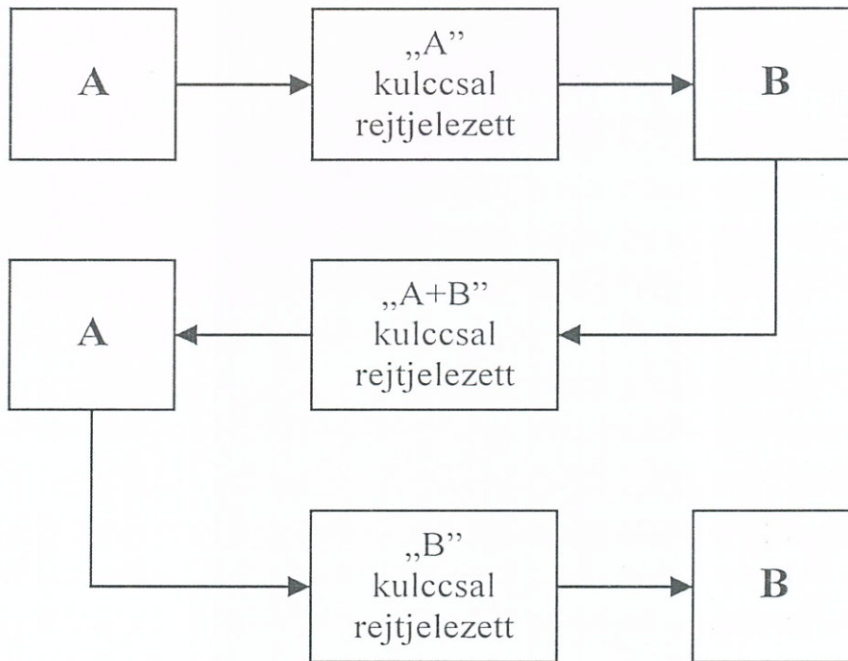 A
„A”
kulccsal
rejtjelezett
B
A
„A+B”
kulccsal
rejtjelezett
„B”
kulccsal
rejtjelezett
B